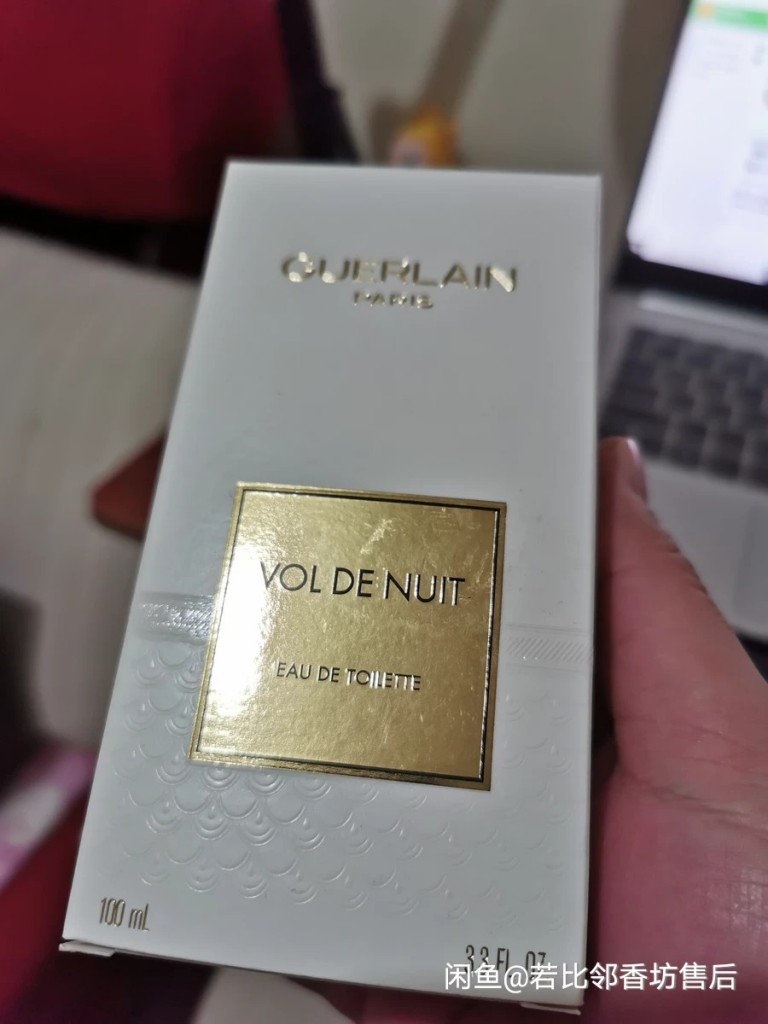 GUERLAIN
PARIS
VOL DE NUIT
EAU DE TOILETTE
100 mL
3.3 FL. OZ.
闲鱼@若比邻香坊售后